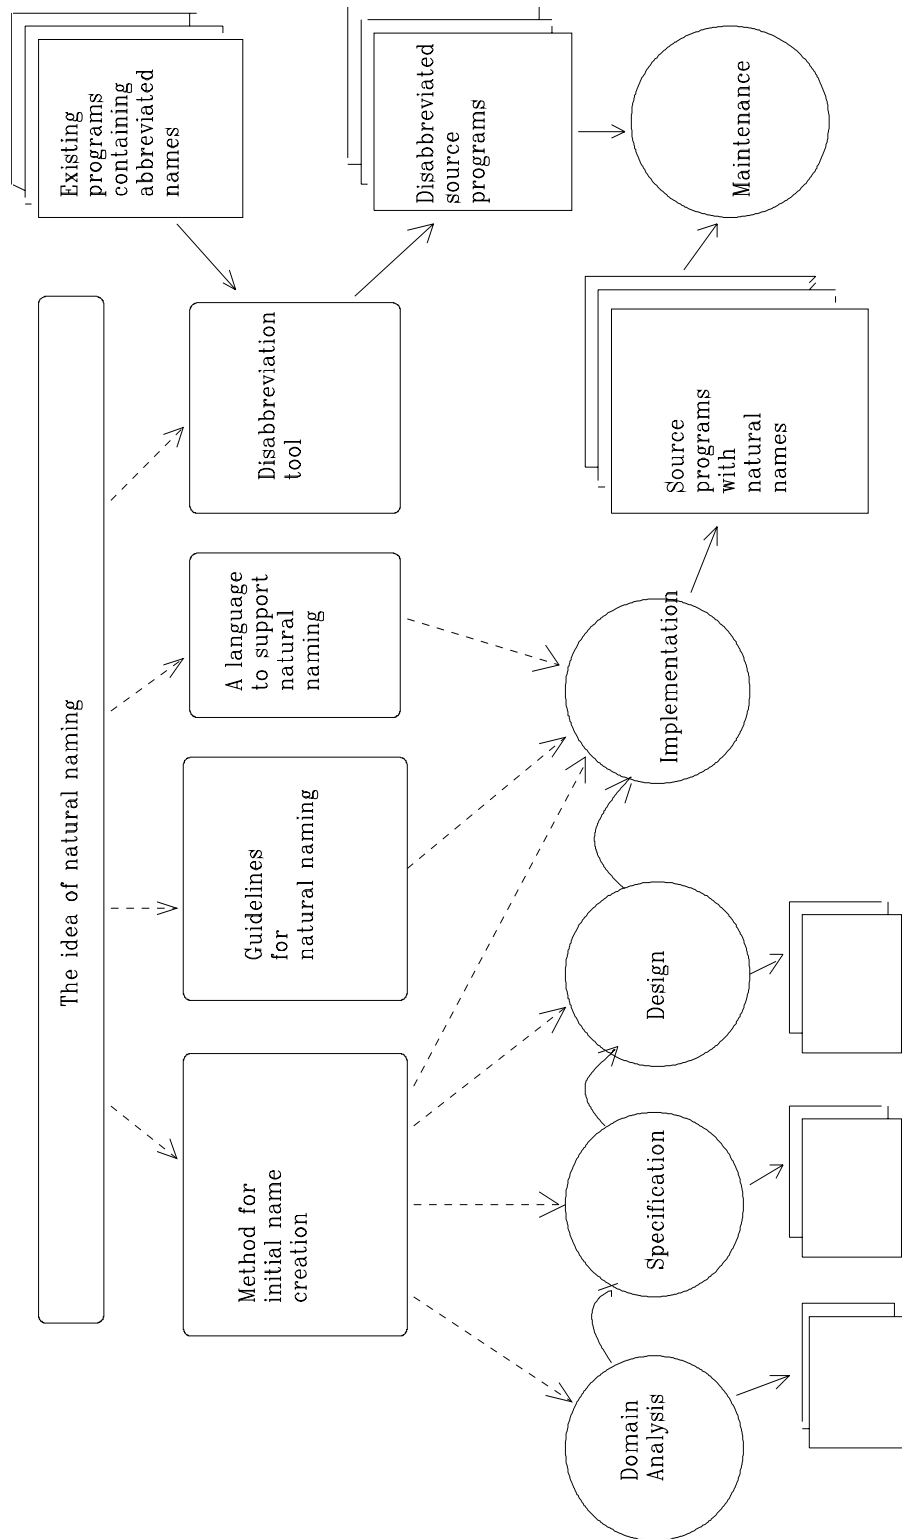 The idea of natural naming
Existing
programs
containing
abbreviated
names
Method for
initial name
creation
Guidelines
for
natural naming
A language
to support
natural
naming
Disabbreviation
tool
Disabbreviated
source
programs
Domain
Analysis
Specification
Design
Implementation
Source
programs
with
natural
names
Maintenance